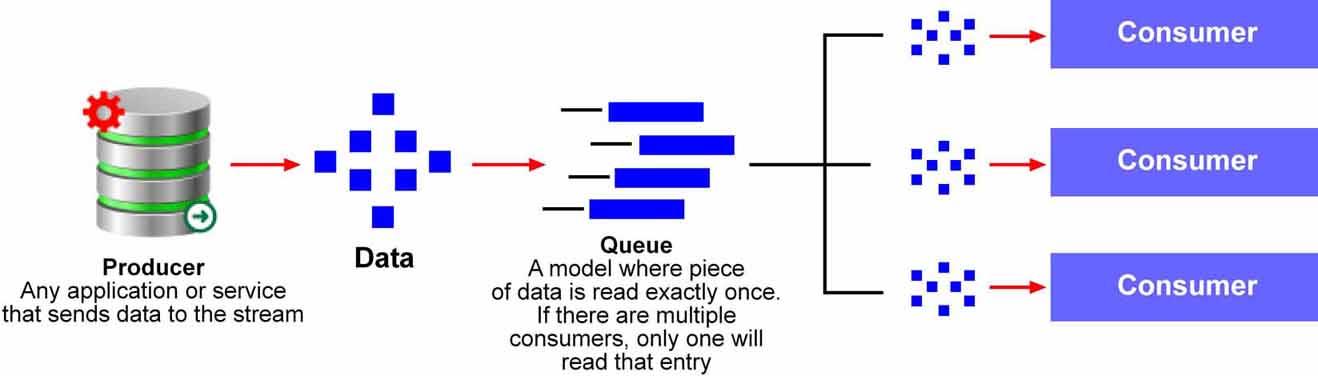 Producer
Any application or service
that sends data to the stream
Data
Queue
A model where piece
of data is read exactly once.
If there are multiple
consumers, only one will
read that entry
Consumer
Consumer
Consumer